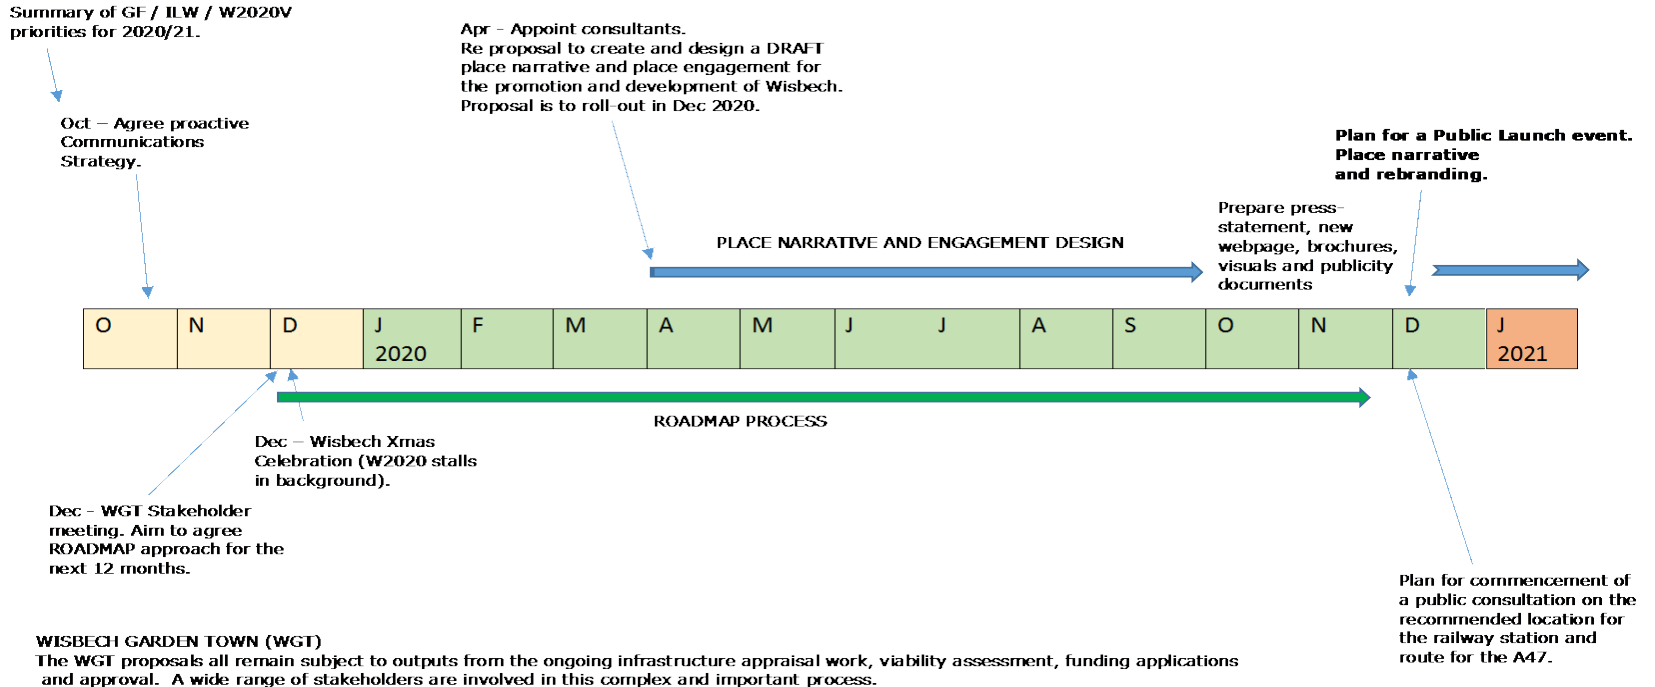 Summary of GF / ILW / W2020V
priorities for 2020/21.
Oct – Agree proactive
Communications
Strategy.
Apr - Appoint consultants.
Re proposal to create and design a DRAFT
place narrative and place engagement for
the promotion and development of Wisbech.
Proposal is to roll-out in Dec 2020.
Plan for a Public Launch event.
Place narrative
and rebranding.
Prepare press-
statement, new
webpage, brochures,
visuals and publicity
documents
PLACE NARRATIVE AND ENGAGEMENT DESIGN
O N D J F M A M J J A S O N D J
2020 2021
ROADMAP PROCESS
Dec – Wisbech Xmas
Celebration (W2020 stalls
in background).
Dec - WGT Stakeholder
meeting. Aim to agree
ROADMAP approach for the
next 12 months.
Plan for commencement of
a public consultation on the
recommended location for
the railway station and
route for the A47.
WISBECH GARDEN TOWN (WGT)
The WGT proposals all remain subject to outputs from the ongoing infrastructure appraisal work, viability assessment, funding applications
and approval. A wide range of stakeholders are involved in this complex and important process.